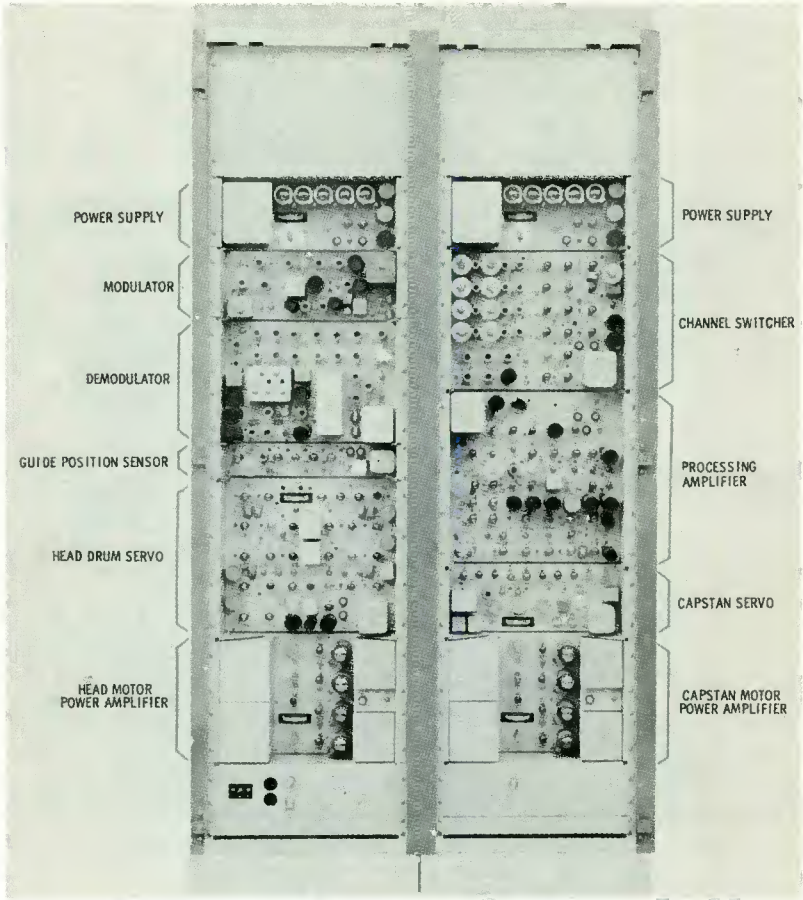 POWER SUPPLY
MODULATOR
DEMODULATOR
GUIDE POSITION SENSOR
HEAD DRUM SERVO
HEAD MOTOR
POWER AMPLIFIER
POWER SUPPLY
CHANNEL SWITCHER
PROCESSING
AMPLIFIER
CAPSTAN SERVO
CAPSTAN MOTOR
POWER AMPLIFIER